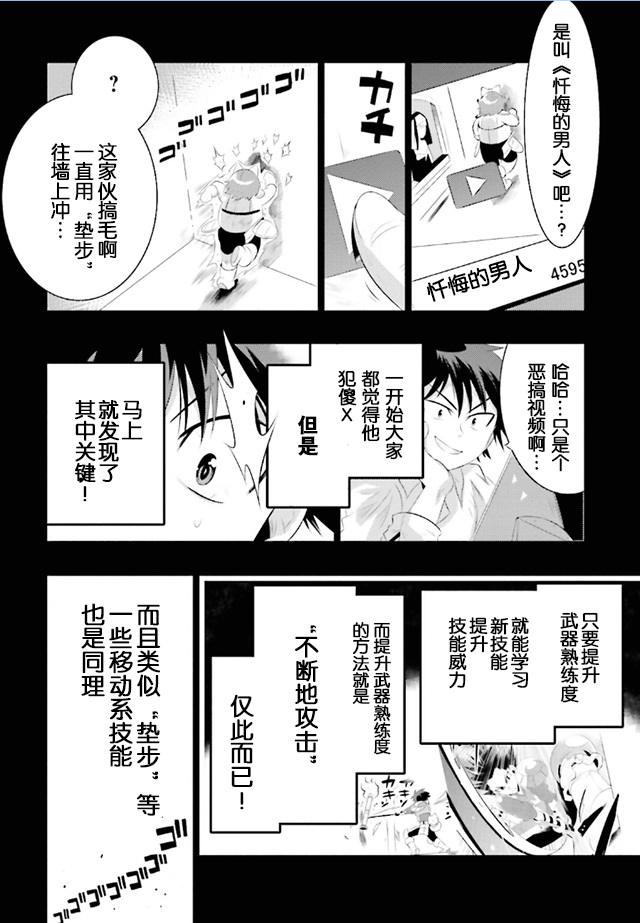 是叫《忏悔的男人》吧…?
忏悔的男人
4595
カチ
?
这家伙搞毛啊
一直用“垫步”
往墙上冲…
ゴゴゴゴゴ
哈哈…只是个
恶搞视频啊…
一开始大家
都觉得他
犯傻X
但是
马上
就发现了
其中关键!
只要提升
武器熟练度
就能学习
新技能
提升
技能威力
而提升武器熟练度
的方法就是
“不断地攻击”
仅此而已!
カキン
カキン
而且类似“垫步”等
一些移动系技能
也是同理
ゴゴゴゴゴゴ